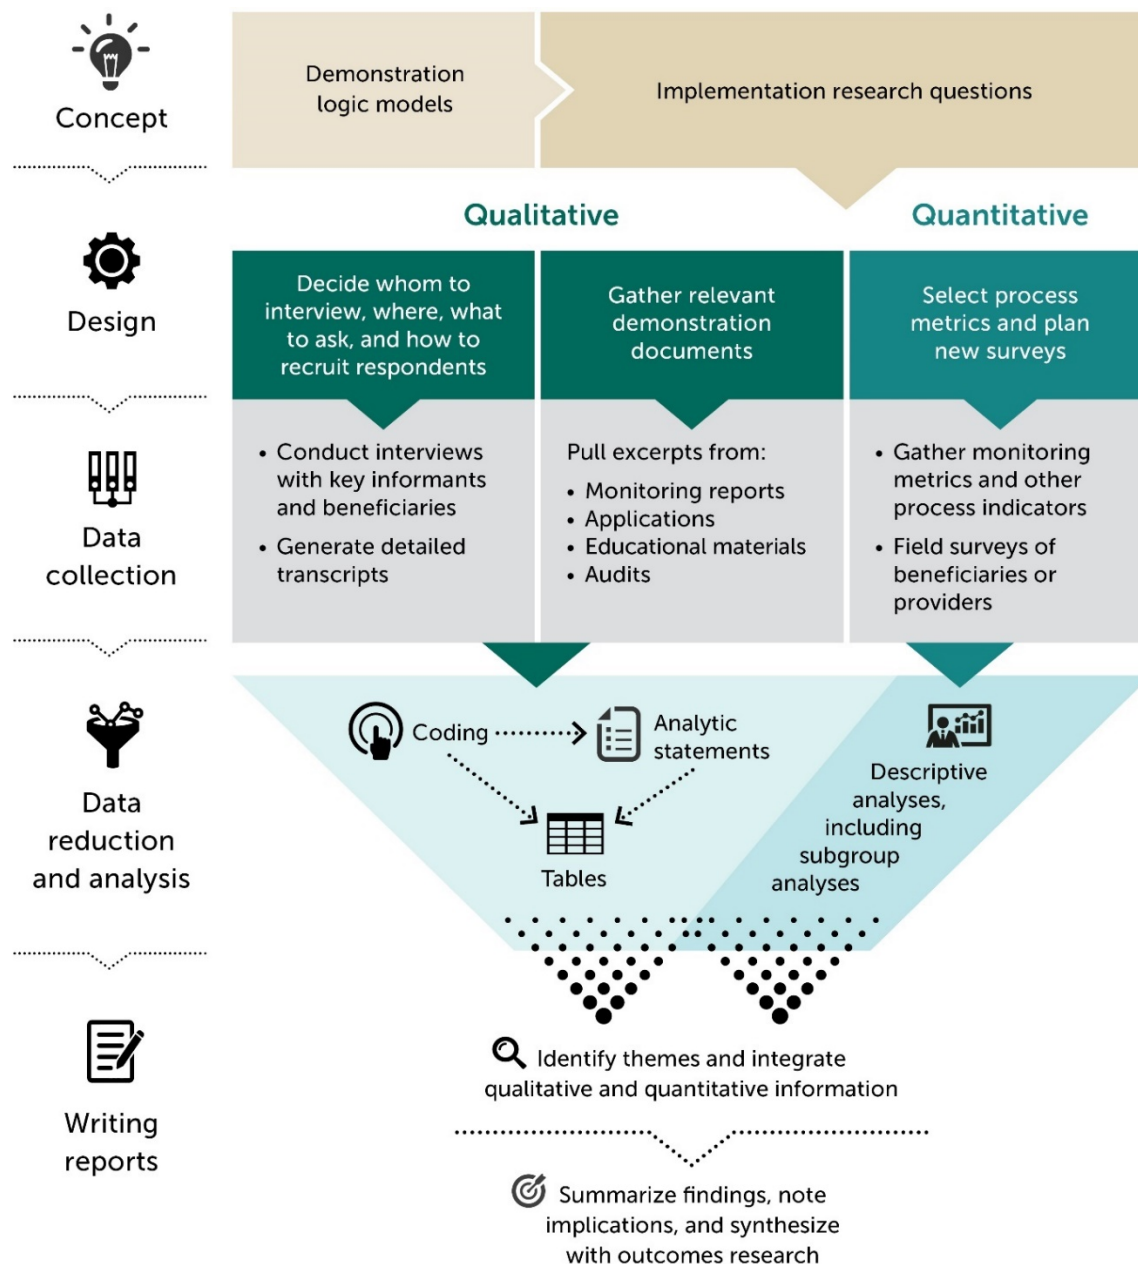 Concept
Demonstration
logic models
Implementation research questions
Qualitative
Quantitative
Design
Decide whom to
interview, where, what
to ask, and how to
recruit respondents
Gather relevant
demonstration
documents
Select process
metrics and plan
new surveys
Data
collection
• Conduct interviews
with key informants
and beneficiaries
• Generate detailed
transcripts
Pull excerpts from:
• Monitoring reports
• Applications
• Educational materials
• Audits
• Gather monitoring
metrics and other
process indicators
• Field surveys of
beneficiaries or
providers
Data
reduction
and analysis
Coding
Analytic
statements
Tables
Descriptive
analyses,
including
subgroup
analyses
Writing
reports
Identify themes and integrate
qualitative and quantitative information
Summarize findings, note
implications, and synthesize
with outcomes research